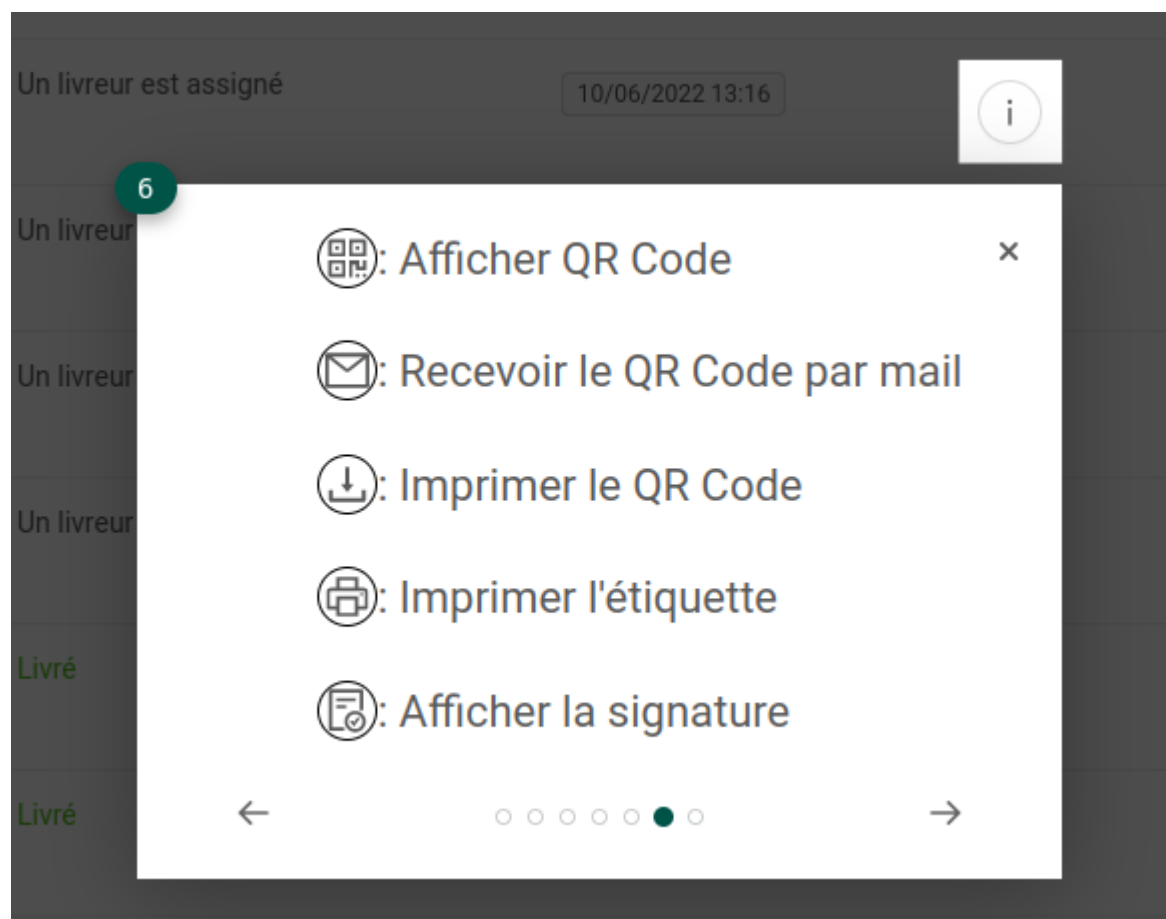 Un livreur est assigné
10/06/2022 13:16
i
6
Un livreur
: Afficher QR Code
×
Un livreur
: Recevoir le QR Code par mail
: Imprimer le QR Code
Un livreur
: Imprimer l'étiquette
Livré
: Afficher la signature
Livré